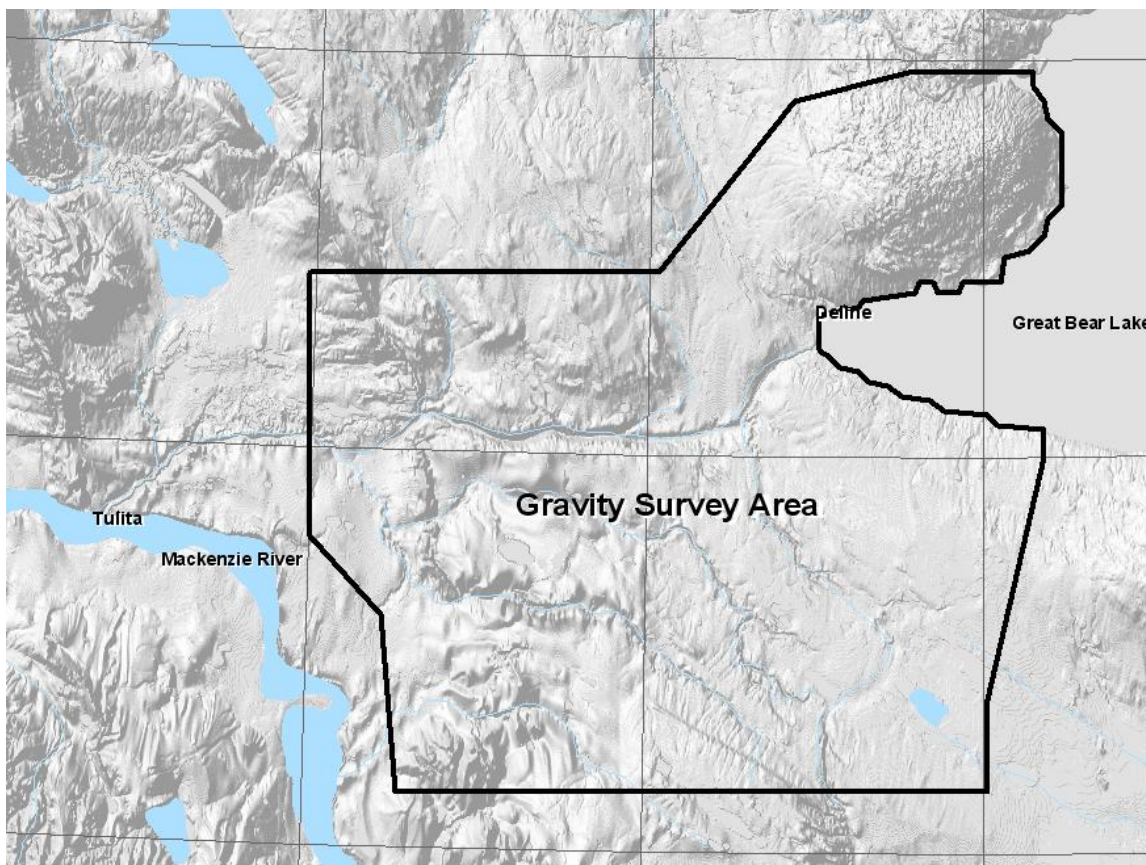 Deline
Great Bear Lake
Gravity Survey Area
Tulita
Mackenzie River